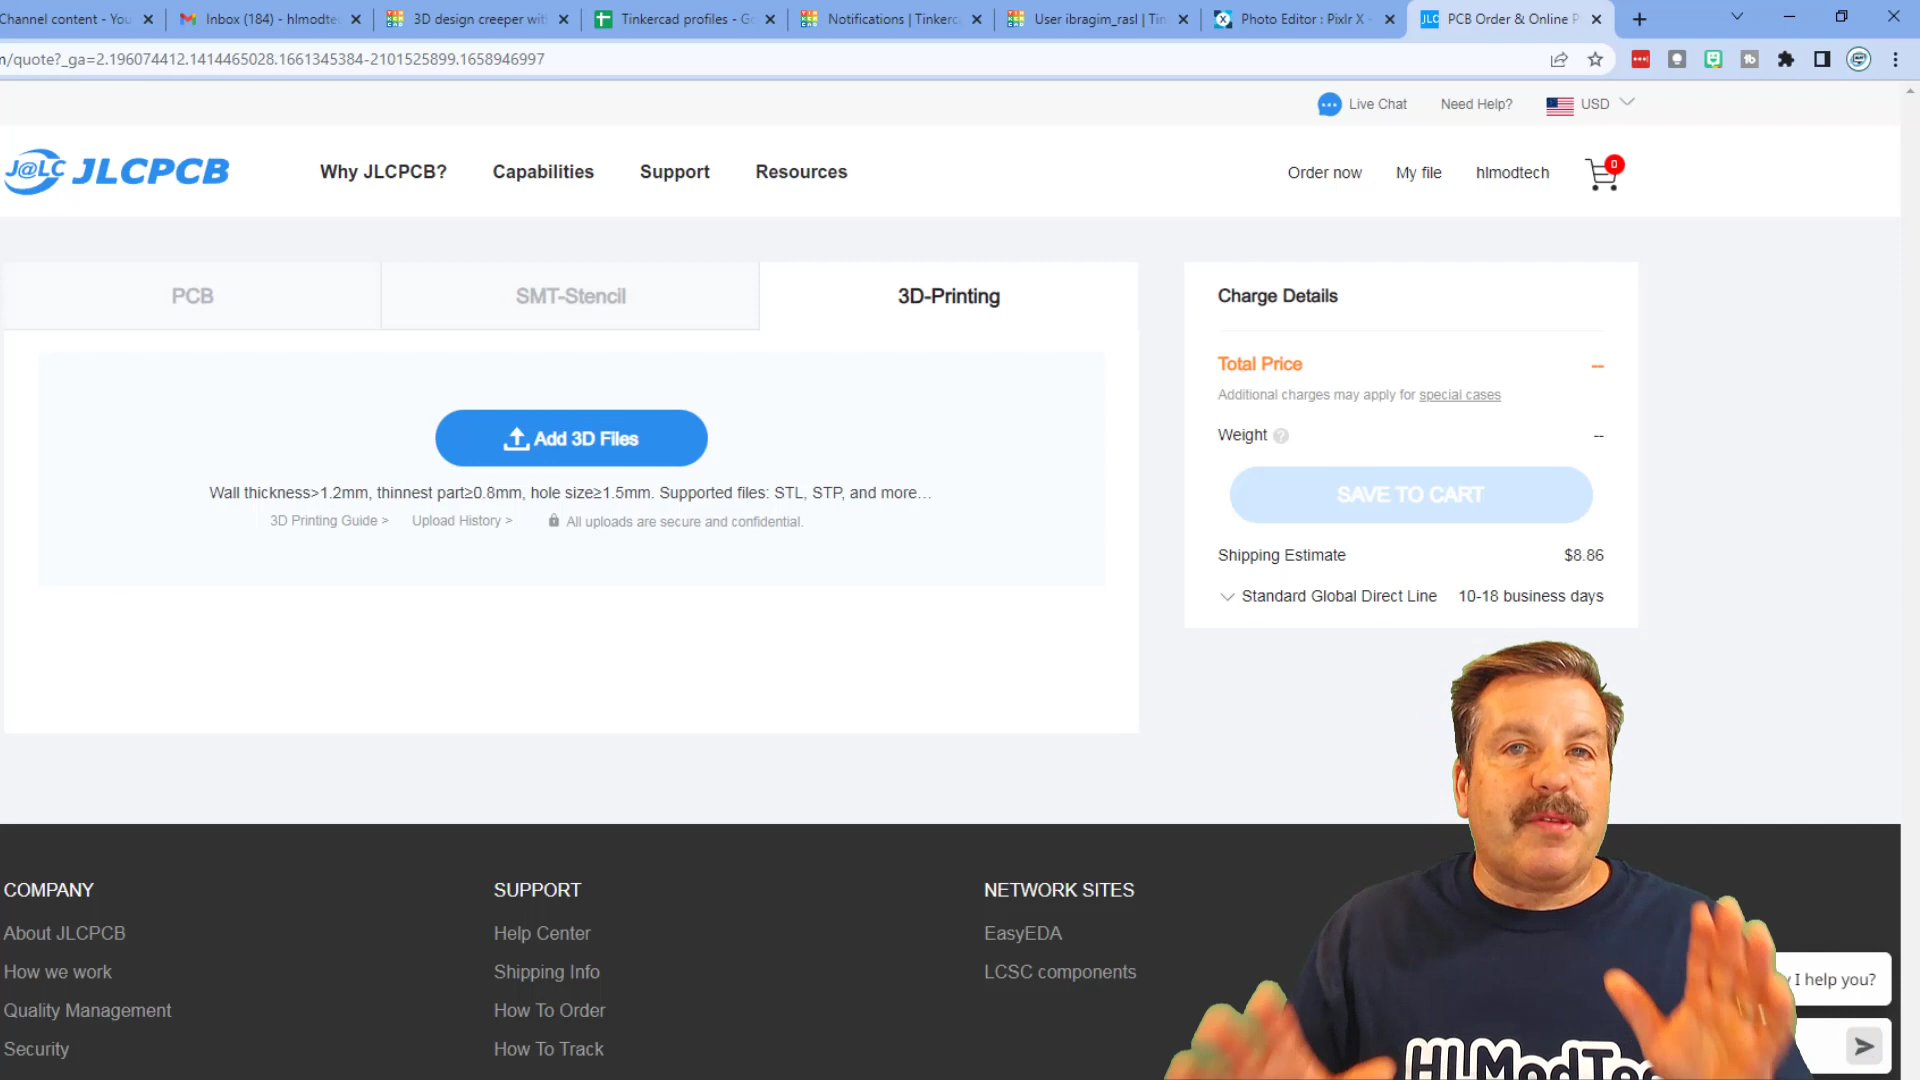 Channel content - You
Inbox (184) - hlmodte
3D design creeper wit
Tinkercad profiles - Go
Notifications | Tinkerc
User ibragim_rasl | Tin
Photo Editor : Pixlr X -
JLC PCB Order & Online P
m/quote?_ga=2.196074412.1414465028.1661345384-2101525899.1658946997
Live Chat
Need Help?
USD
J@LC JLCPCB
Why JLCPCB?
Capabilities
Support
Resources
Order now
My file
hlmodtech
0
PCB
SMT-Stencil
3D-Printing
Add 3D Files
Wall thickness>1.2mm, thinnest part≥0.8mm, hole size≥1.5mm. Supported files: STL, STP, and more...
3D Printing Guide >
Upload History >
All uploads are secure and confidential.
Charge Details
Total Price --
Additional charges may apply for special cases
Weight ? --
SAVE TO CART
Shipping Estimate $8.86
Standard Global Direct Line 10-18 business days
COMPANY
About JLCPCB
How we work
Quality Management
Security
SUPPORT
Help Center
Shipping Info
How To Order
How To Track
NETWORK SITES
EasyEDA
LCSC components
I help you?
HLModTec